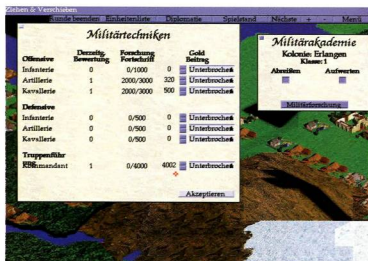 Ziehen & Verschieben
Runde beenden Einheitenliste Diplomatie Spielstand Nächste + - Menü
Militärtechniken
Offensive Derzeitg. Bewertung Forschung Fortschritt Gold Beitrag
Infanterie 0 0/1000 0 Unterbrochen
Artillerie 1 2000/3000 320 Unterbrochen
Kavallerie 1 2000/3000 500 Unterbrochen
Defensive
Infanterie 0 0/500 0 Unterbrochen
Artillerie 0 0/500 0 Unterbrochen
Kavallerie 0 0/500 0 Unterbrochen
Truppenführ
Kommandant 1 0/4000 4002 Unterbrochen
Akzeptieren
Militärakademie
Kolonie: Erlangen
Klasse: 1
Abreißen Aufwerten
Militärforschung